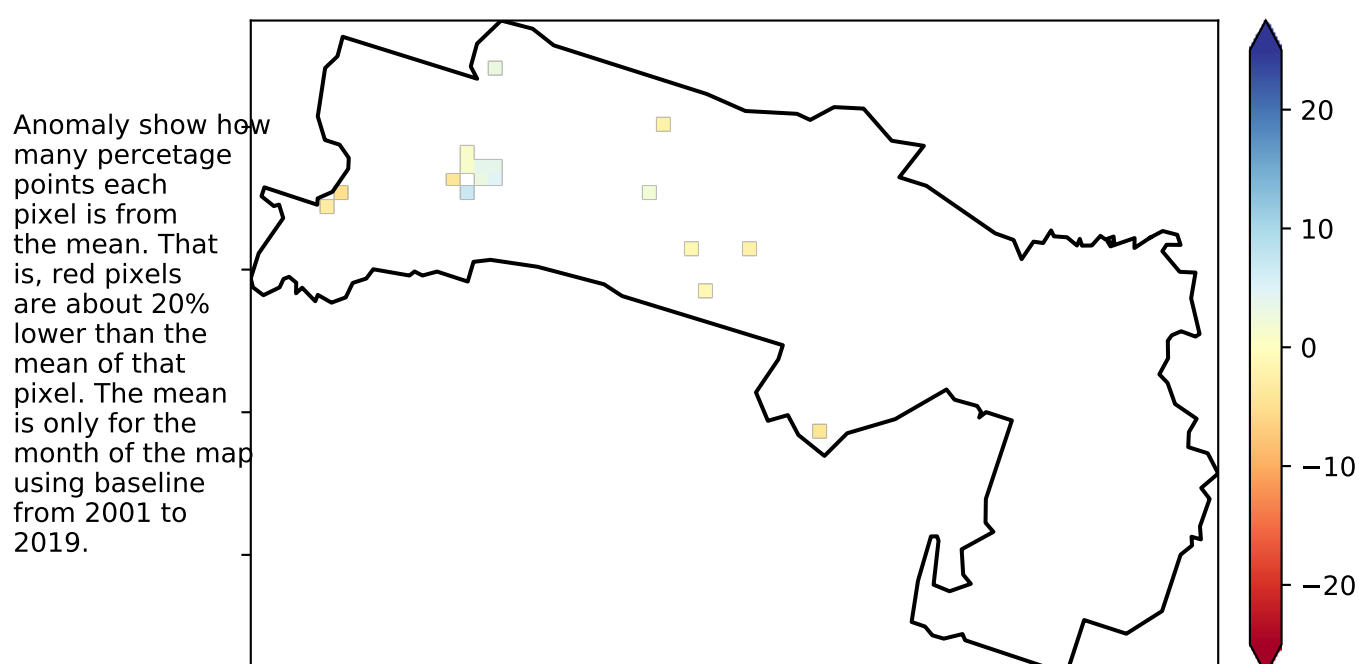 Anomaly show how
many percetage
points each
pixel is from
the mean. That
is, red pixels
are about 20%
lower than the
mean of that
pixel. The mean
is only for the
month of the map
using baseline
from 2001 to
2019.
20
10
0
−10
−20